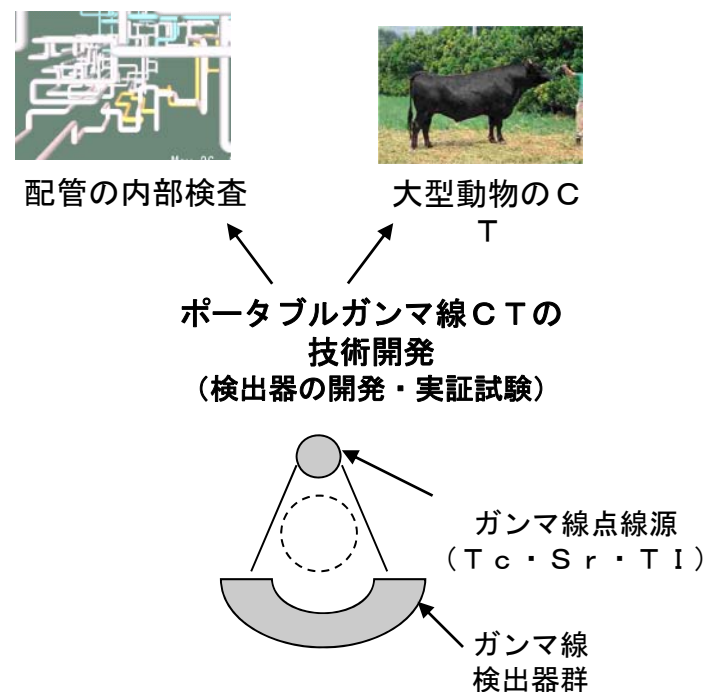 配管の内部検査
大型動物のＣ
Ｔ
ポータブルガンマ線ＣＴの
技術開発
（検出器の開発・実証試験）
ガンマ線点線源
（Ｔｃ・Ｓｒ・ＴＩ）
ガンマ線
検出器群